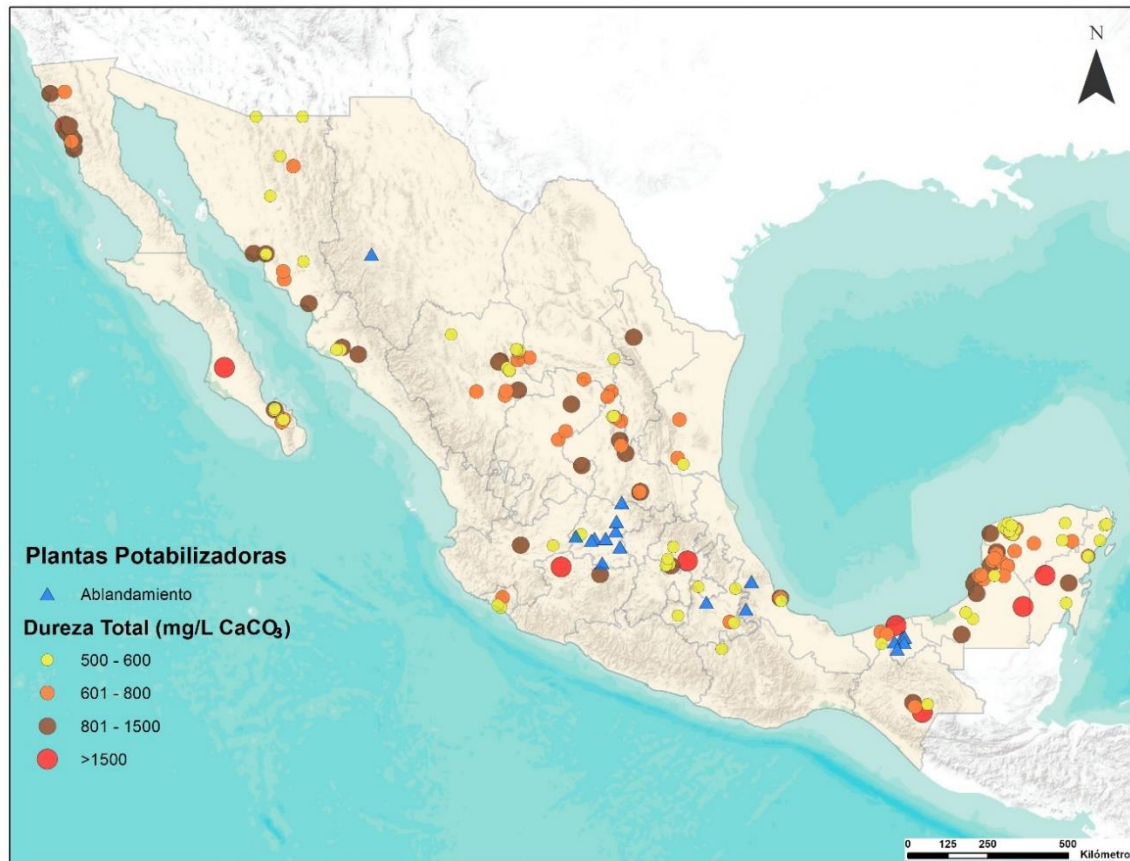 N
Plantas Potabilizadoras
Ablandamiento
Dureza Total (mg/L CaCO₃)
500 - 600
601 - 800
801 - 1500
>1500
0 125 250 500
Kilómetro